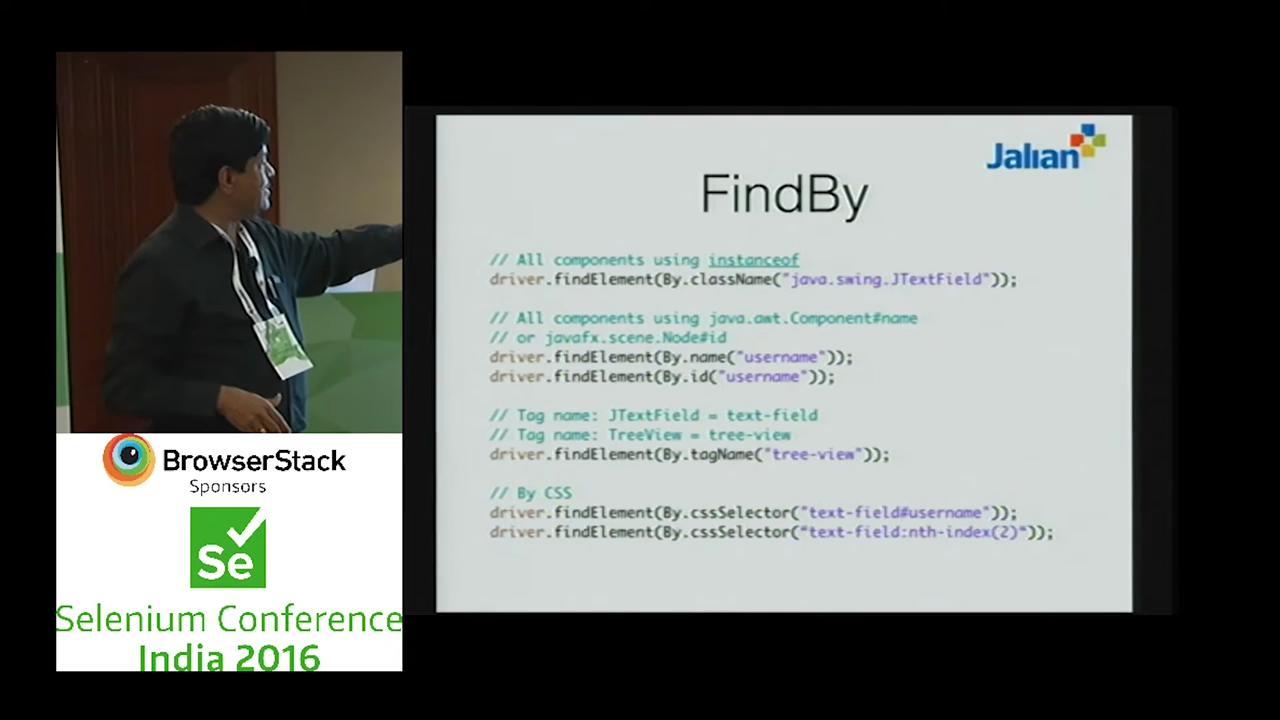 Jalian
FindBy
// All components using instanceof
driver.findElement(By.className("java.swing.JTextField"));
// All components using java.awt.Component#name
// or javafx.scene.Node#id
driver.findElement(By.name("username"));
driver.findElement(By.id("username"));
// Tag name: JTextField = text-field
// Tag name: TreeView = tree-view
driver.findElement(By.tagName("tree-view"));
// By CSS
driver.findElement(By.cssSelector("text-field#username"));
driver.findElement(By.cssSelector("text-field:nth-index(2)"));
BrowserStack
Sponsors
Se
Selenium Conference
India 2016